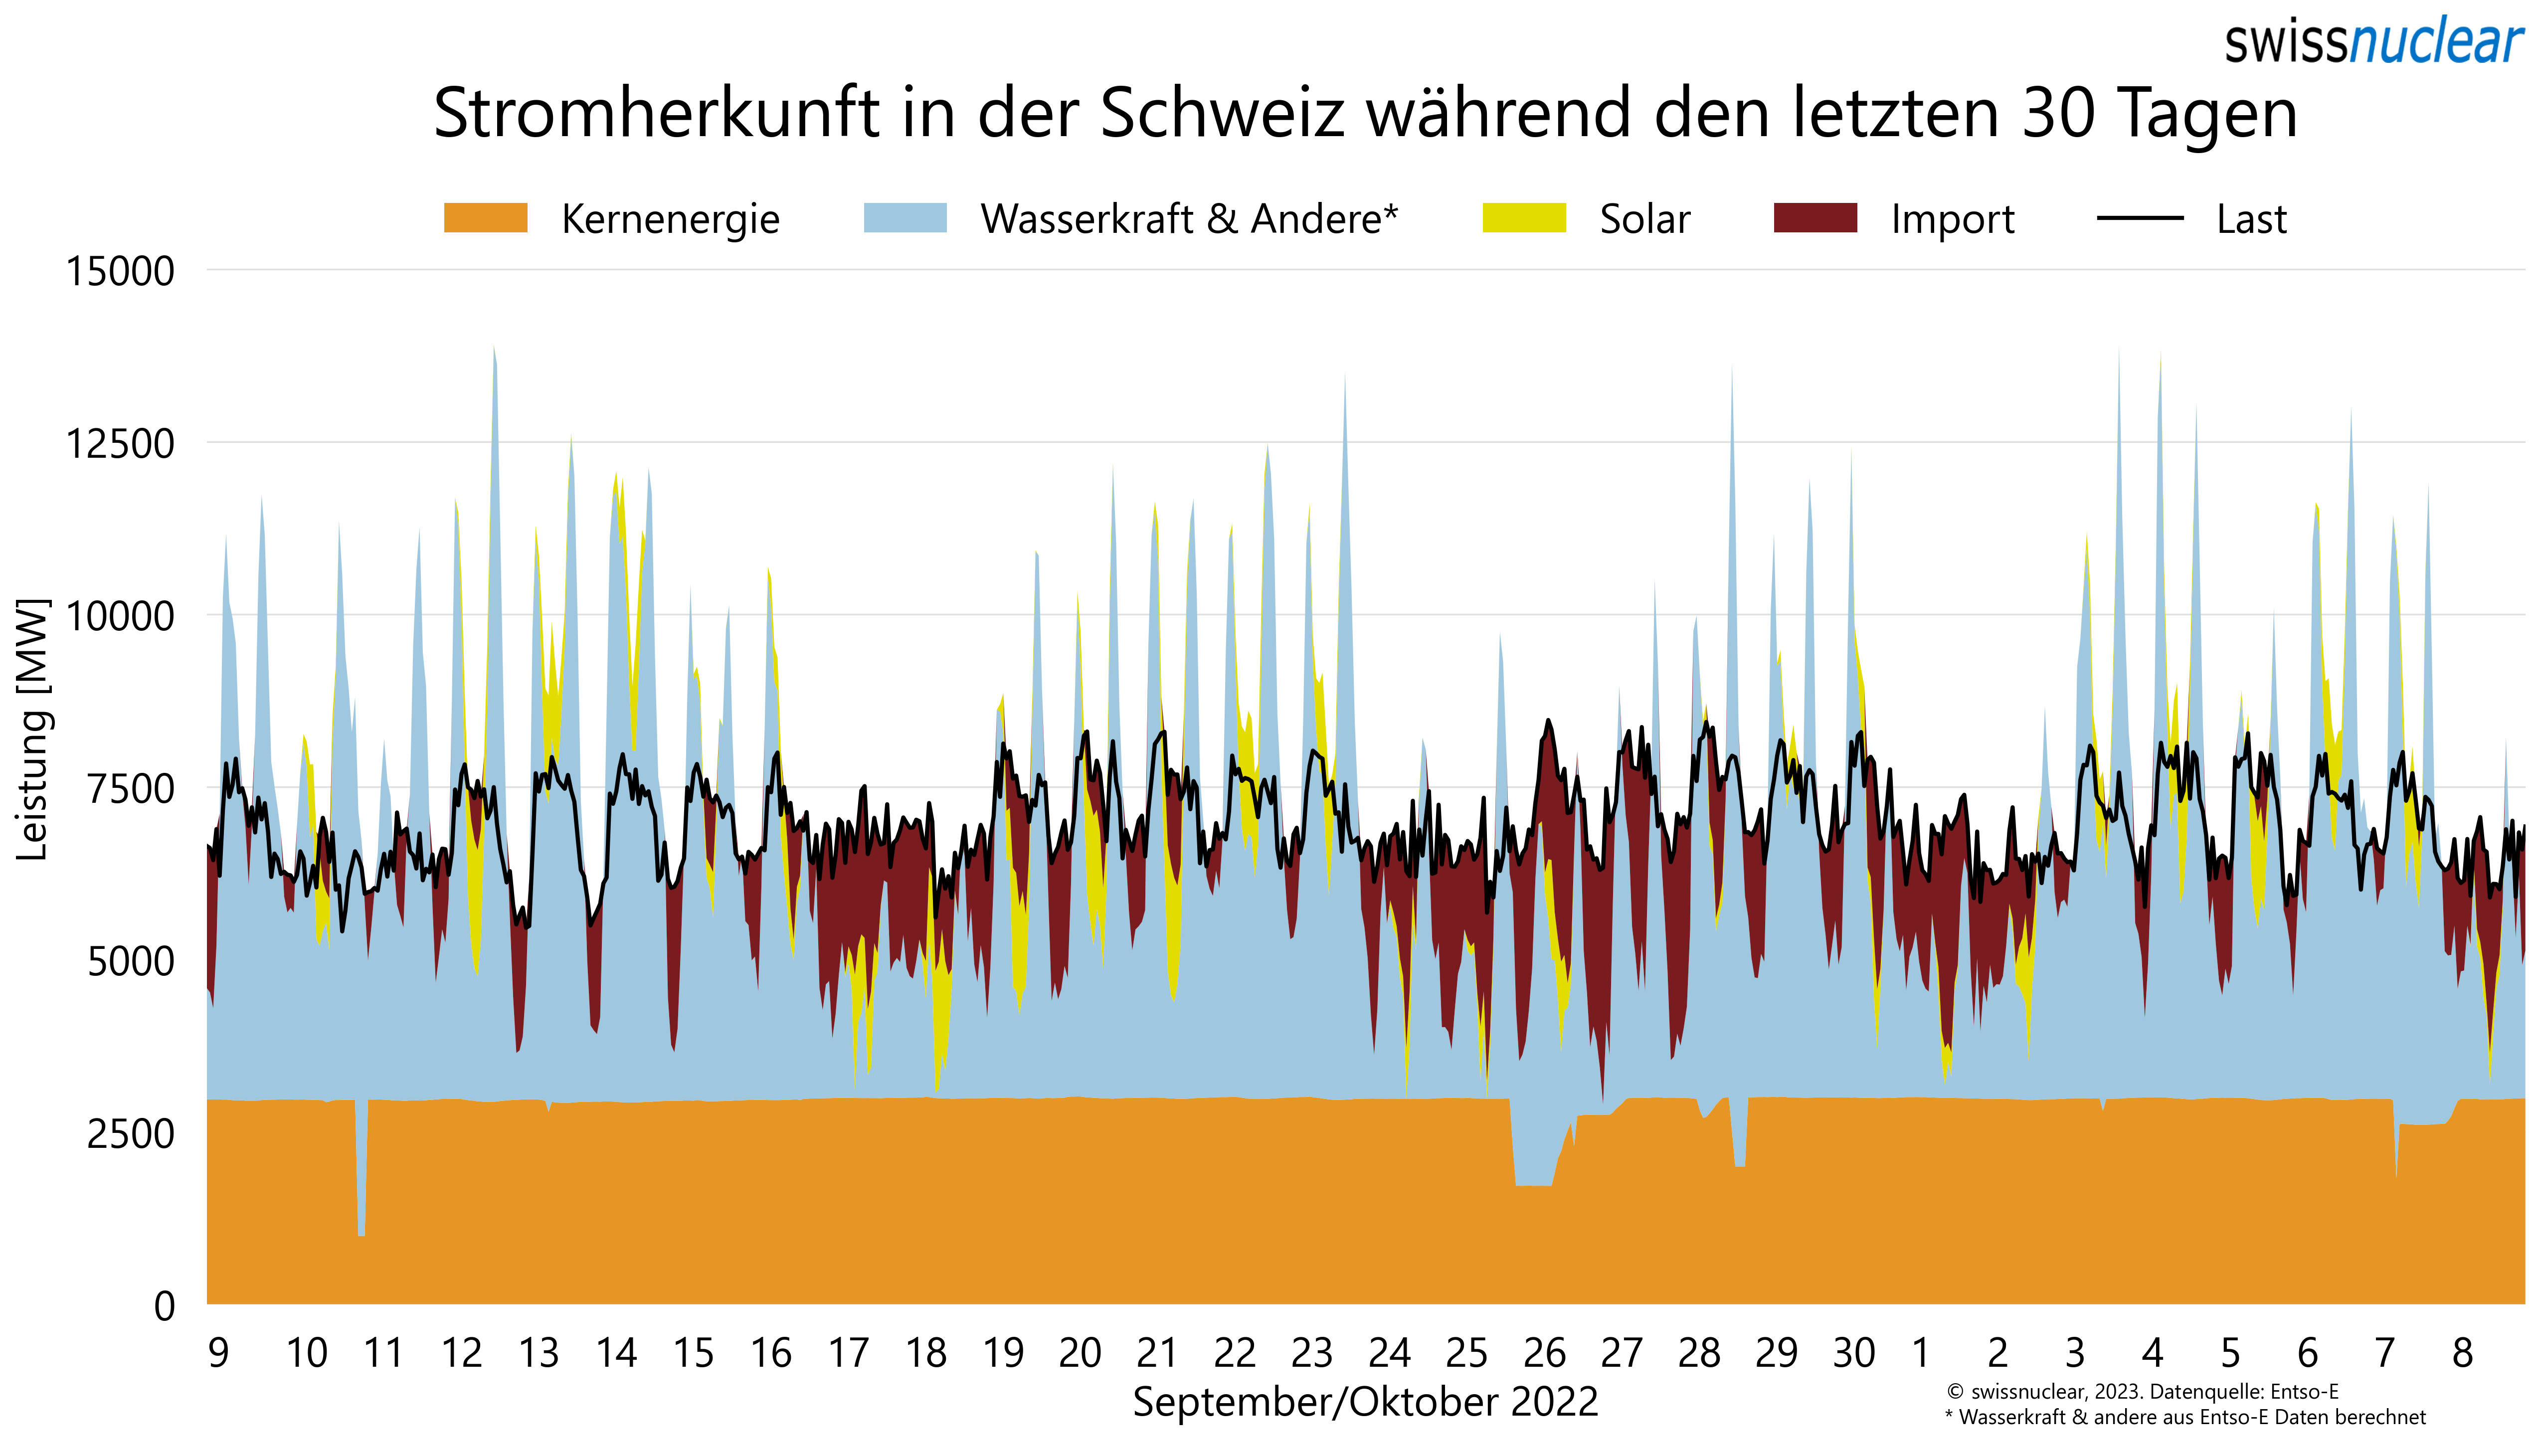 swissnuclear
Stromherkunft in der Schweiz während den letzten 30 Tagen
Kernenergie Wasserkraft & Andere* Solar Import Last
15000
12500
10000
7500
5000
2500
0
Leistung [MW]
9 10 11 12 13 14 15 16 17 18 19 20 21 22 23 24 25 26 27 28 29 30 1 2 3 4 5 6 7 8
September/Oktober 2022
© swissnuclear, 2023. Datenquelle: Entso-E
* Wasserkraft & andere aus Entso-E Daten berechnet